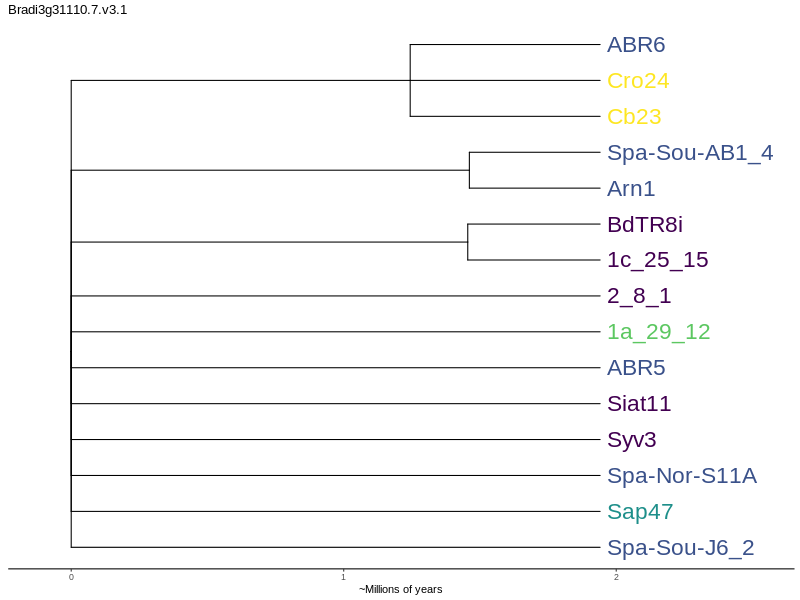 Bradi3g31110.7.v3.1
ABR6
Cro24
Cb23
Spa-Sou-AB1_4
Arn1
BdTR8i
1c_25_15
2_8_1
1a_29_12
ABR5
Siat11
Syv3
Spa-Nor-S11A
Sap47
Spa-Sou-J6_2
0 1 2
~Millions of years